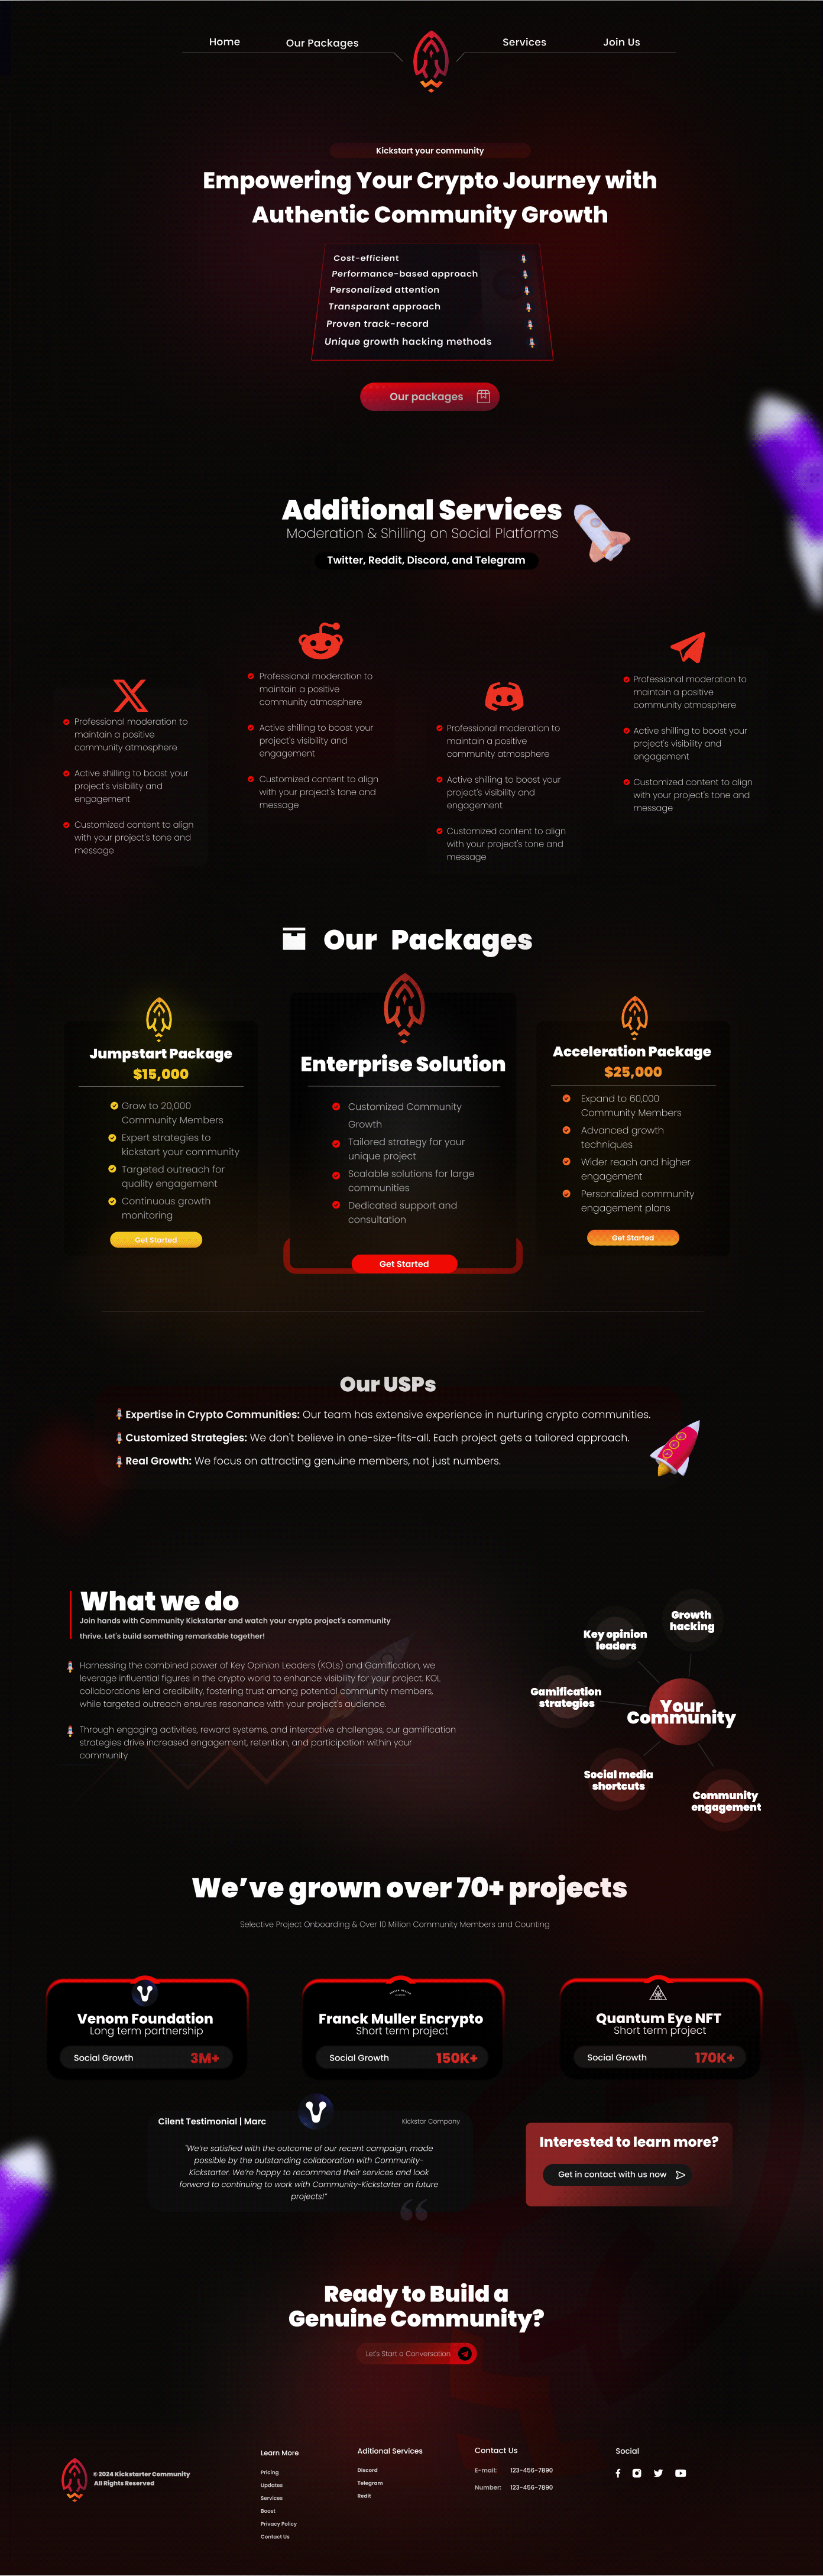 Home
Our Packages
Services
Join Us
Kickstart your community
Empowering Your Crypto Journey with
Authentic Community Growth
Cost-efficient
Performance-based approach
Personalized attention
Transparant approach
Proven track-record
Unique growth hacking methods
Our packages
Additional Services
Moderation & Shilling on Social Platforms
Twitter, Reddit, Discord, and Telegram
Professional moderation to
maintain a positive
community atmosphere
Active shilling to boost your
project's visibility and
engagement
Customized content to align
with your project's tone and
message
Professional moderation to
maintain a positive
community atmosphere
Active shilling to boost your
project's visibility and
engagement
Customized content to align
with your project's tone and
message
Professional moderation to
maintain a positive
community atmosphere
Active shilling to boost your
project's visibility and
engagement
Customized content to align
with your project's tone and
message
Professional moderation to
maintain a positive
community atmosphere
Active shilling to boost your
project's visibility and
engagement
Customized content to align
with your project's tone and
message
Our Packages
Jumpstart Package
$15,000
Grow to 20,000
Community Members
Expert strategies to
kickstart your community
Targeted outreach for
quality engagement
Continuous growth
monitoring
Get Started
Enterprise Solution
Customized Community
Growth
Tailored strategy for your
unique project
Scalable solutions for large
communities
Dedicated support and
consultation
Get Started
Acceleration Package
$25,000
Expand to 60,000
Community Members
Advanced growth
techniques
Wider reach and higher
engagement
Personalized community
engagement plans
Get Started
Our USPs
Expertise in Crypto Communities: Our team has extensive experience in nurturing crypto communities.
Customized Strategies: We don't believe in one-size-fits-all. Each project gets a tailored approach.
Real Growth: We focus on attracting genuine members, not just numbers.
What we do
Join hands with Community Kickstarter and watch your crypto project's community
thrive. Let's build something remarkable together!
Harnessing the combined power of Key Opinion Leaders (KOLs) and Gamification, we
leverage influential figures in the crypto world to enhance visibility for your project. KOL
collaborations lend credibility, fostering trust among potential community members,
while targeted outreach ensures resonance with your project's audience.
Through engaging activities, reward systems, and interactive challenges, our gamification
strategies drive increased engagement, retention, and participation within your
community
Growth
hacking
Key opinion
leaders
Gamification
strategies
Your
Community
Social media
shortcuts
Community
engagement
We've grown over 70+ projects
Selective Project Onboarding & Over 10 Million Community Members and Counting
Venom Foundation
Long term partnership
Social Growth 3M+
Franck Muller Encrypto
Short term project
Social Growth 150K+
Quantum Eye NFT
Short term project
Social Growth 170K+
Cilent Testimonial | Marc
Kickstar Company
"We're satisfied with the outcome of our recent campaign, made
possible by the outstanding collaboration with Community-
Kickstarter. We're happy to recommend their services and look
forward to continuing to work with Community-Kickstarter on future
projects!"
Interested to learn more?
Get in contact with us now
Ready to Build a
Genuine Community?
Let's Start a Conversation
© 2024 Kickstarter Community
All Rights Reserved
Learn More
Pricing
Updates
Services
Boost
Privacy Policy
Contact Us
Aditional Services
Discord
Telegram
Redit
Contact Us
E-mail: 123-456-7890
Number: 123-456-7890
Social